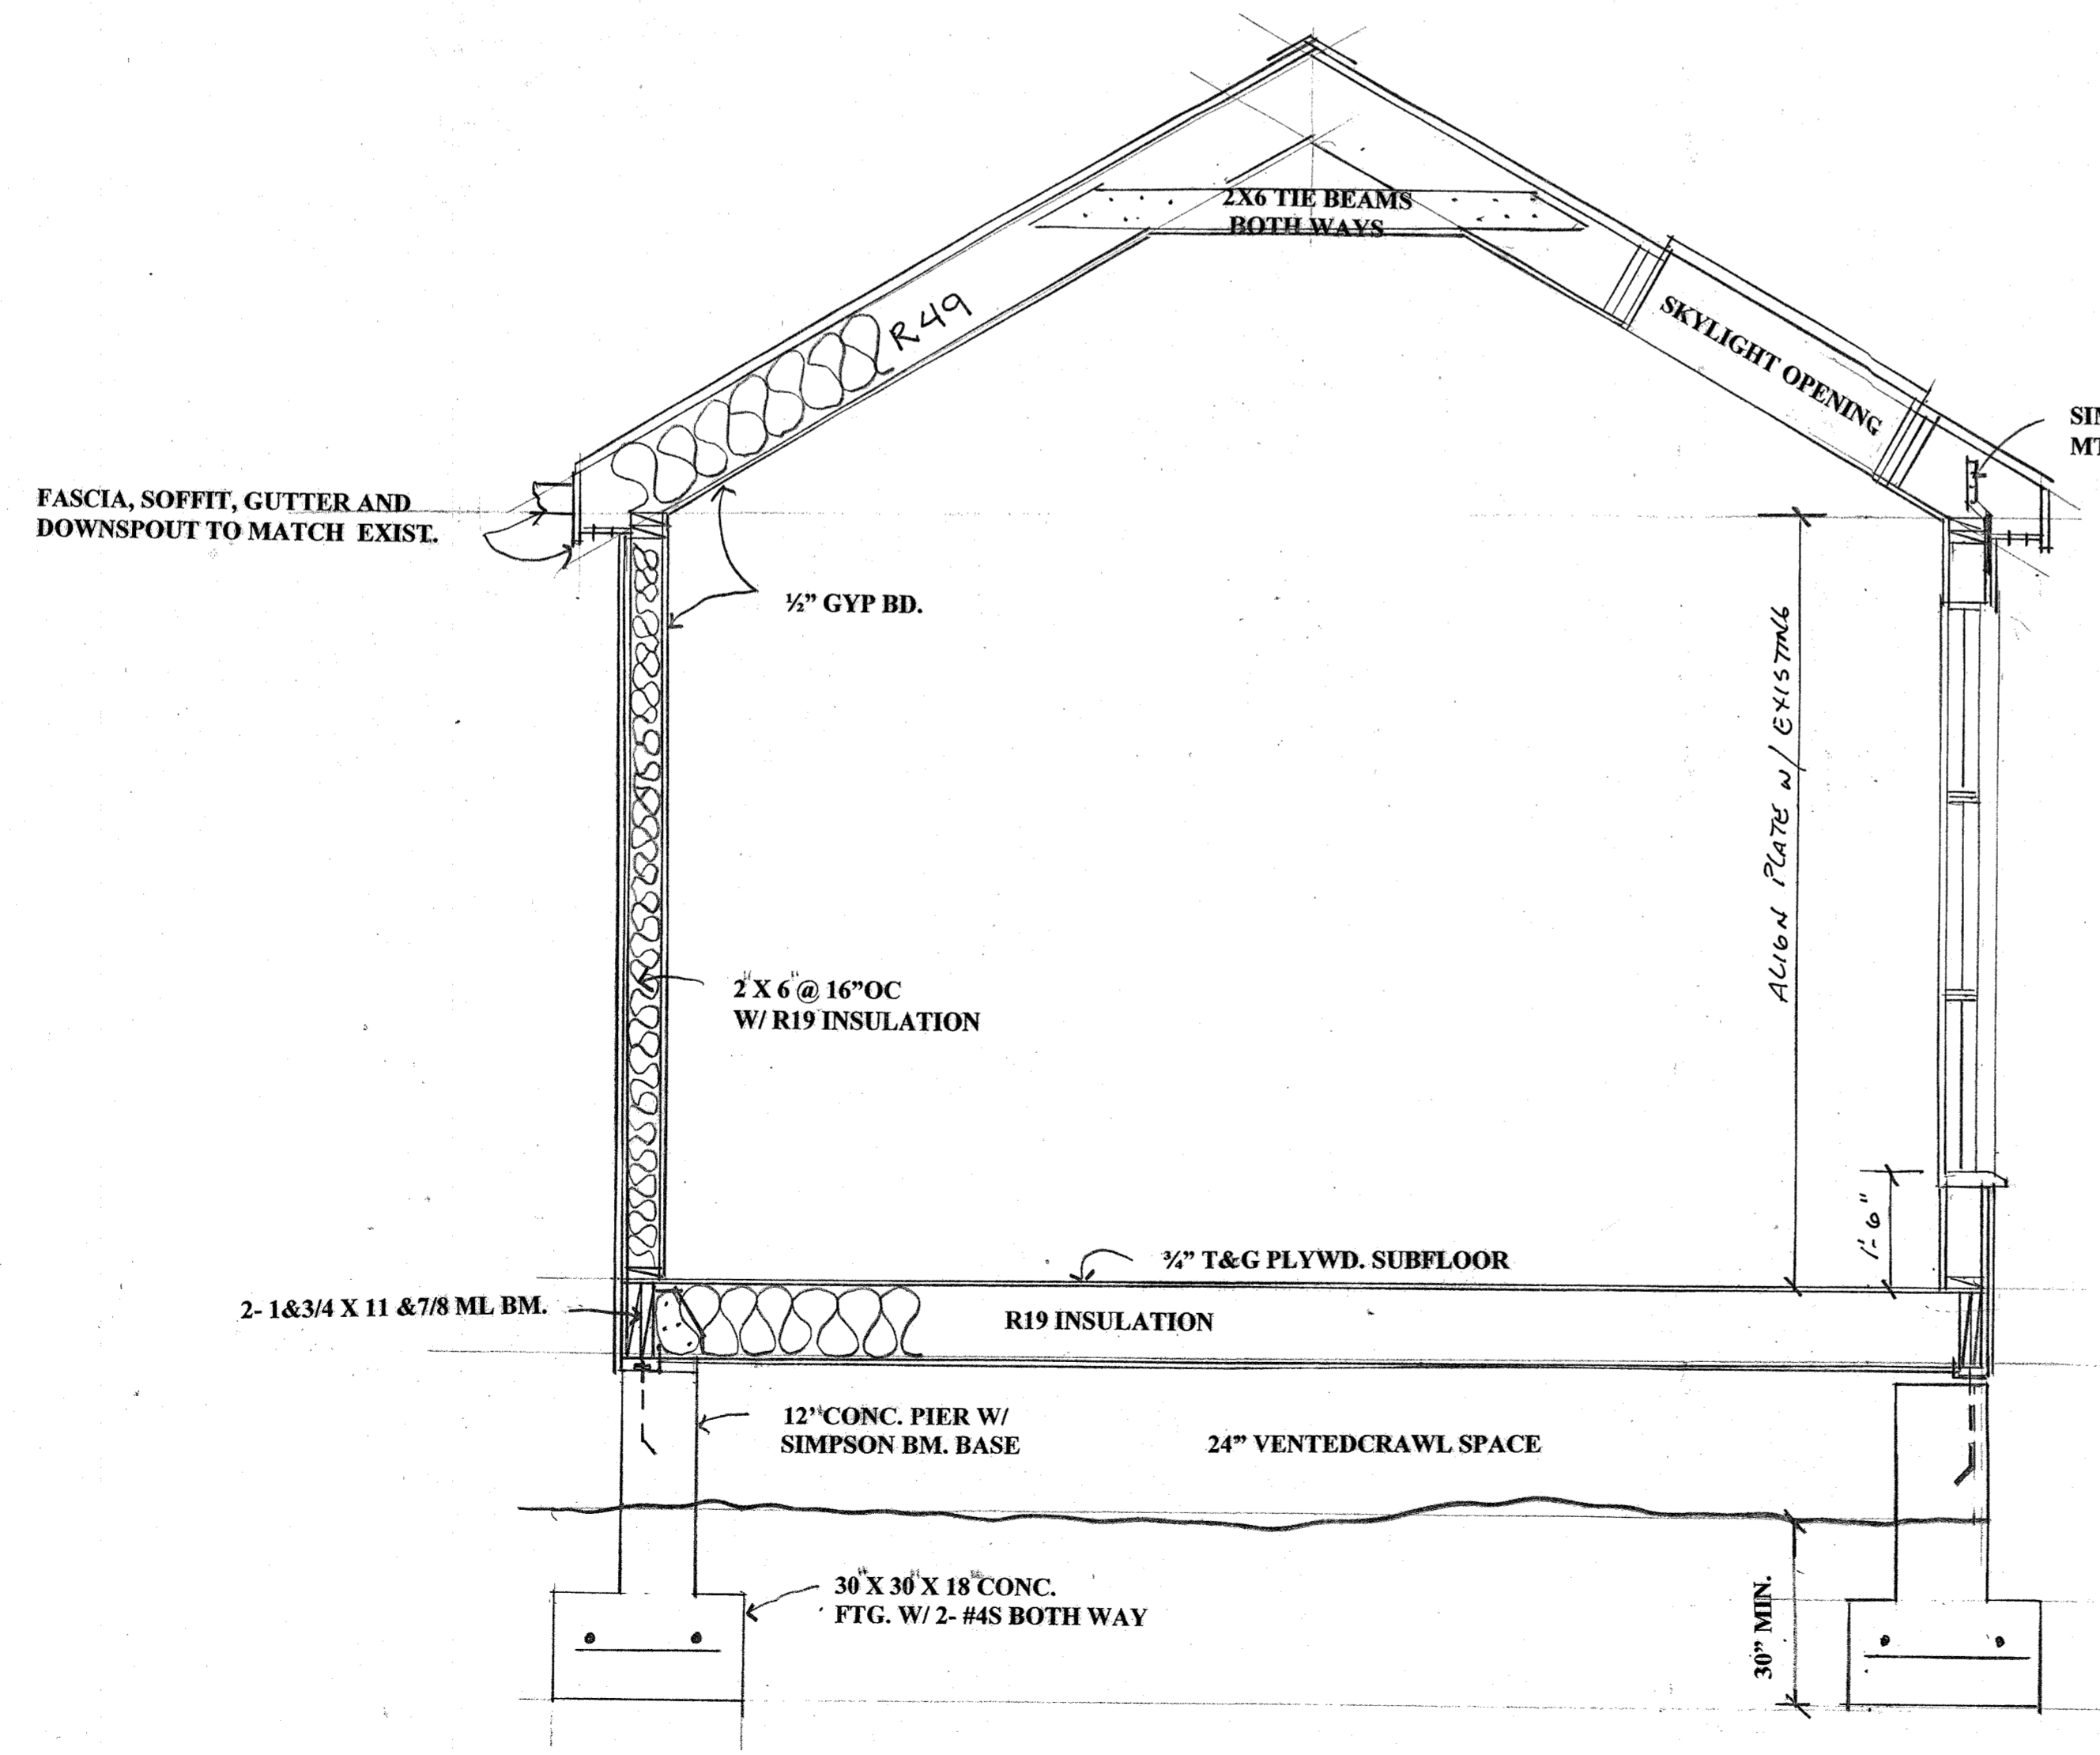 2X6 TIE BEAMS
BOTH WAYS
R 49
SKYLIGHT OPENING
FASCIA, SOFFIT, GUTTER AND
DOWNSPOUT TO MATCH EXIST.
½” GYP BD.
ALIGN PLATE W/ EXISTING
2" X 6" @ 16”OC
W/ R19 INSULATION
1'-6"
¾” T&G PLYWD. SUBFLOOR
2- 1&3/4 X 11 &7/8 ML BM.
R19 INSULATION
12" CONC. PIER W/
SIMPSON BM. BASE
24” VENTEDCRAWL SPACE
30" X 30" X 18" CONC.
FTG. W/ 2- #4S BOTH WAY
30” MIN.